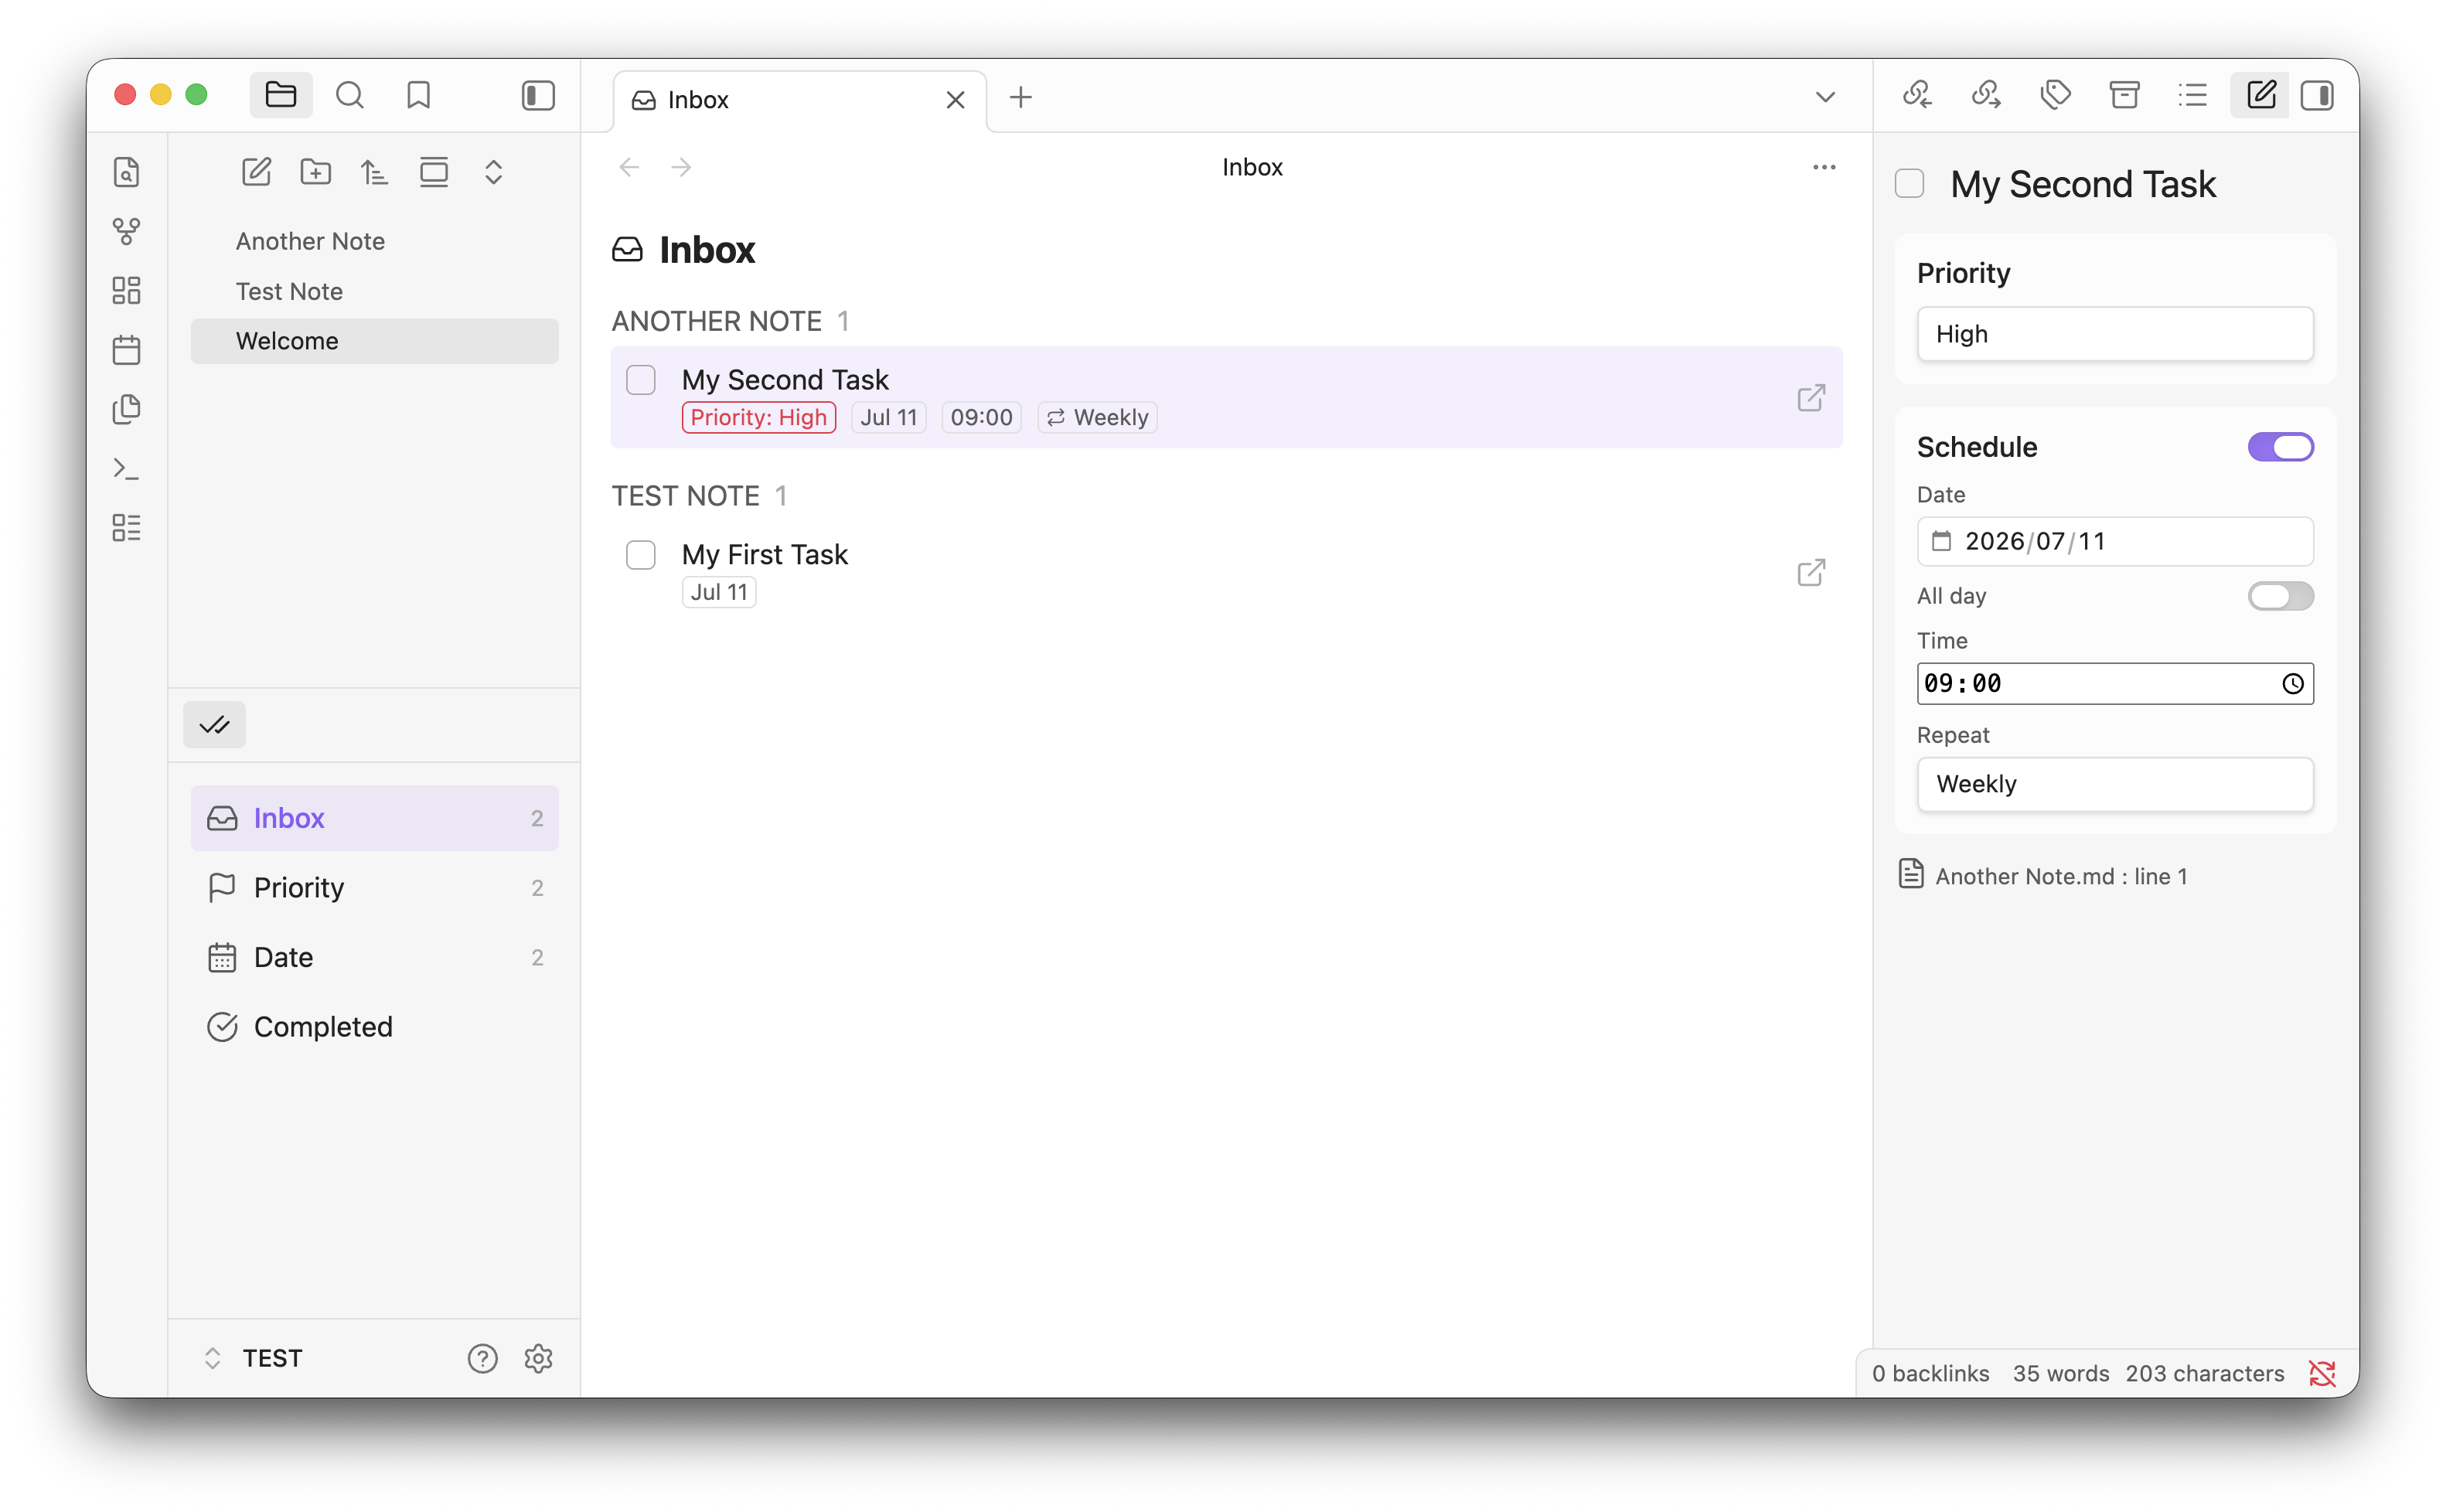 Inbox
Inbox
Another Note
Test Note
Welcome
Inbox
ANOTHER NOTE 1
My Second Task
Priority: High Jul 11 09:00 Weekly
TEST NOTE 1
My First Task
Jul 11
Inbox 2
Priority 2
Date 2
Completed
TEST
My Second Task
Priority
High
Schedule
Date
2026/07/11
All day
Time
09:00
Repeat
Weekly
Another Note.md : line 1
0 backlinks 35 words 203 characters